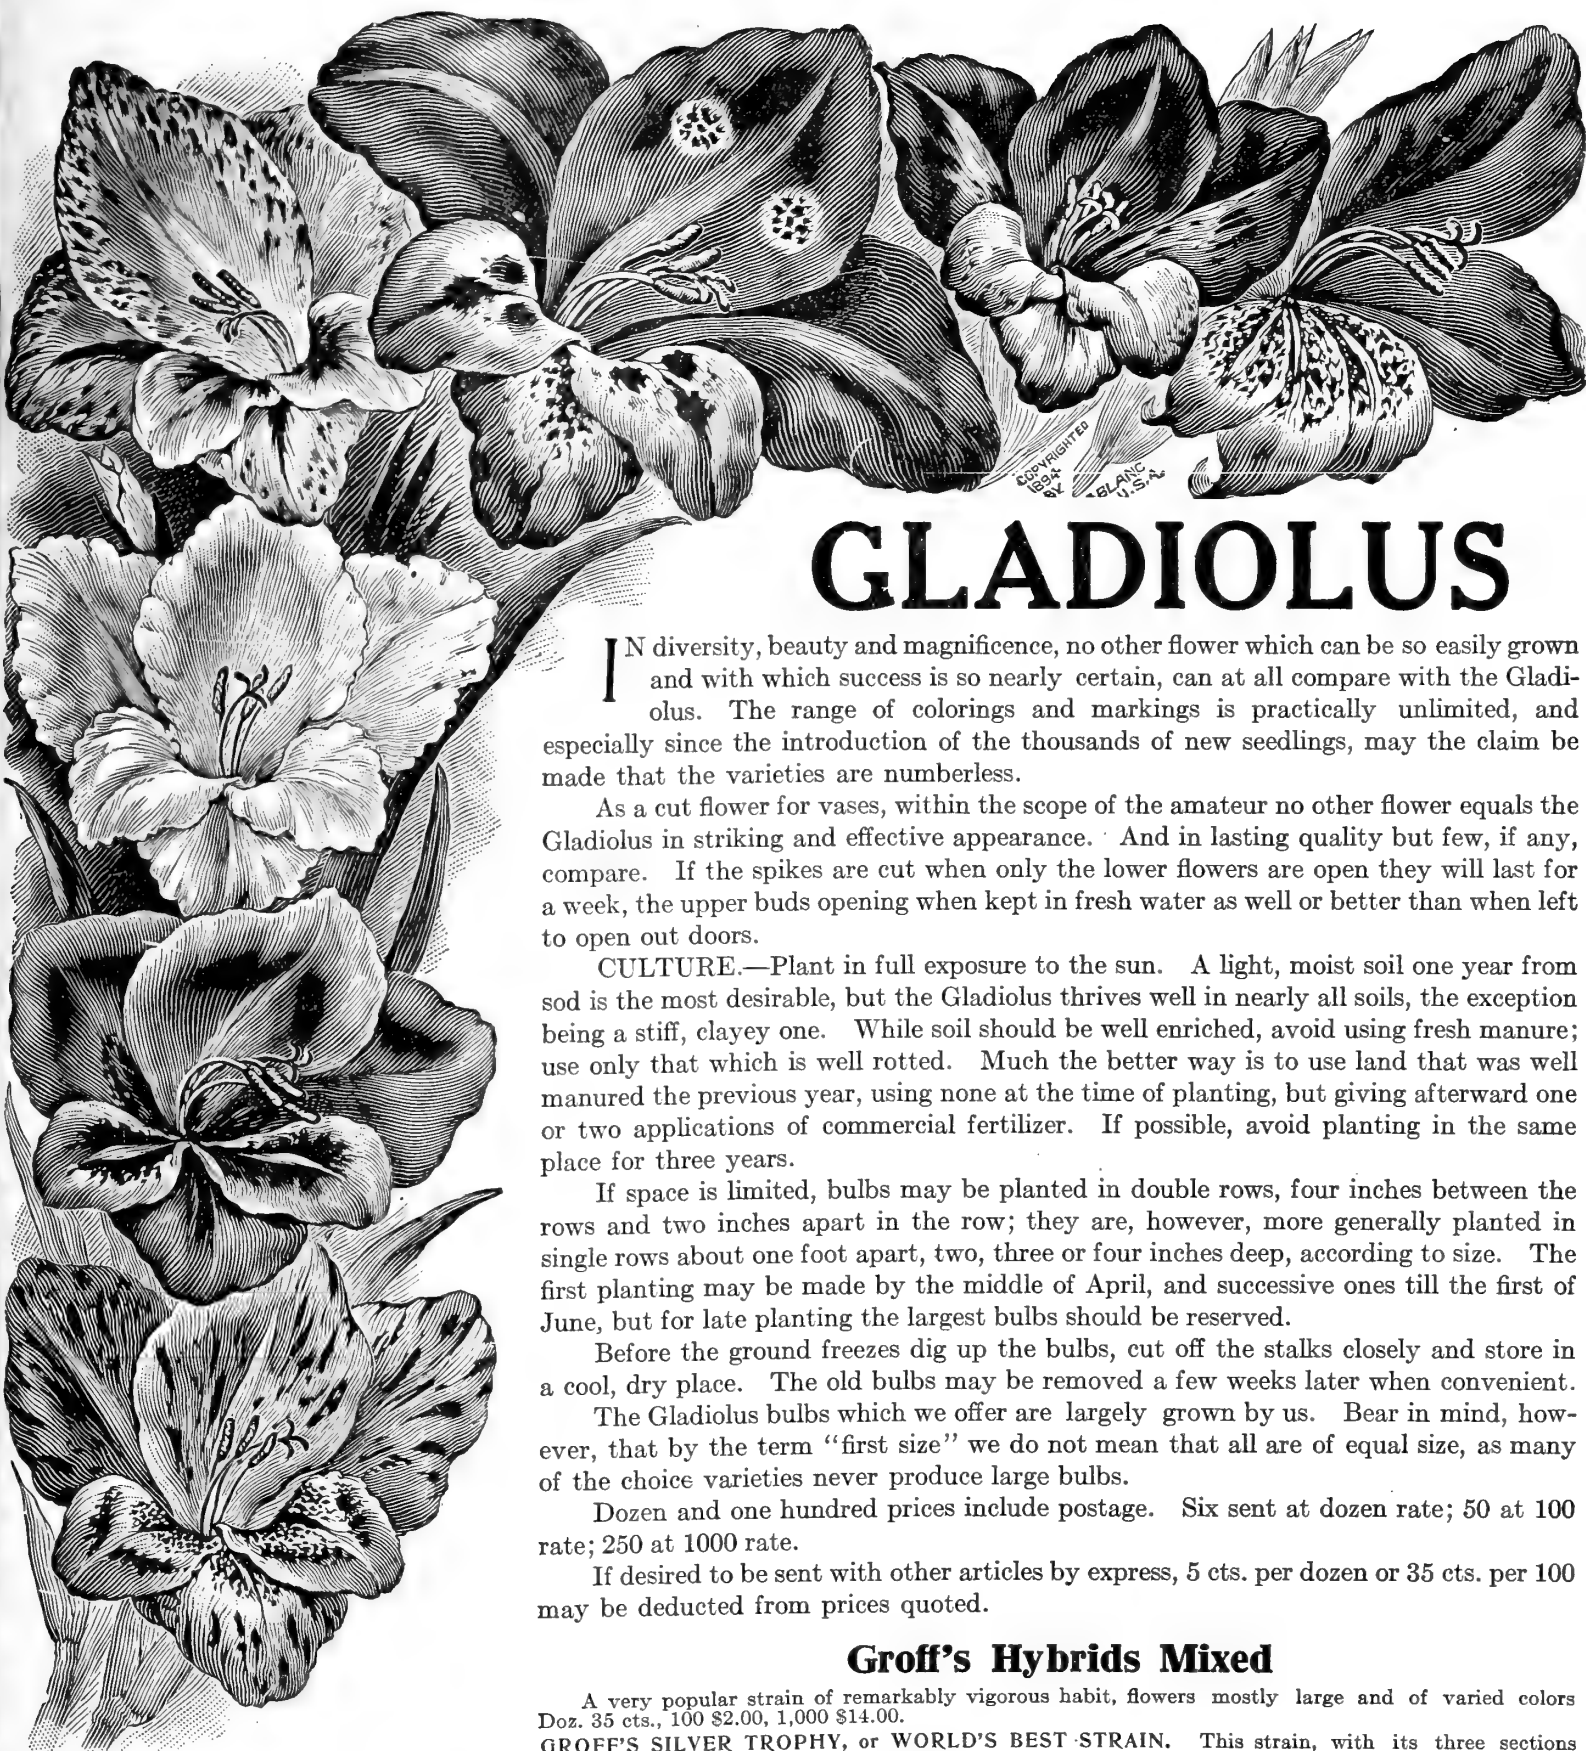 COPYRIGHTED
1894
BY BLANC
U.S.A.
GLADIOLUS
IN diversity, beauty and magnificence, no other flower which can be so easily grown
and with which success is so nearly certain, can at all compare with the Gladi-
olus. The range of colorings and markings is practically unlimited, and
especially since the introduction of the thousands of new seedlings, may the claim be
made that the varieties are numberless.
As a cut flower for vases, within the scope of the amateur no other flower equals the
Gladiolus in striking and effective appearance. And in lasting quality but few, if any,
compare. If the spikes are cut when only the lower flowers are open they will last for
a week, the upper buds opening when kept in fresh water as well or better than when left
to open out doors.
CULTURE.—Plant in full exposure to the sun. A light, moist soil one year from
sod is the most desirable, but the Gladiolus thrives well in nearly all soils, the exception
being a stiff, clayey one. While soil should be well enriched, avoid using fresh manure;
use only that which is well rotted. Much the better way is to use land that was well
manured the previous year, using none at the time of planting, but giving afterward one
or two applications of commercial fertilizer. If possible, avoid planting in the same
place for three years.
If space is limited, bulbs may be planted in double rows, four inches between the
rows and two inches apart in the row; they are, however, more generally planted in
single rows about one foot apart, two, three or four inches deep, according to size. The
first planting may be made by the middle of April, and successive ones till the first of
June, but for late planting the largest bulbs should be reserved.
Before the ground freezes dig up the bulbs, cut off the stalks closely and store in
a cool, dry place. The old bulbs may be removed a few weeks later when convenient.
The Gladiolus bulbs which we offer are largely grown by us. Bear in mind, how-
ever, that by the term “first size” we do not mean that all are of equal size, as many
of the choice varieties never produce large bulbs.
Dozen and one hundred prices include postage. Six sent at dozen rate; 50 at 100
rate; 250 at 1000 rate.
If desired to be sent with other articles by express, 5 cts. per dozen or 35 cts. per 100
may be deducted from prices quoted.
Groff's Hybrids Mixed
A very popular strain of remarkably vigorous habit, flowers mostly large and of varied colors
Doz. 35 cts., 100 $2.00, 1,000 $14.00.
GROFF'S SILVER TROPHY, or WORLD'S BEST STRAIN. This strain, with its three sections